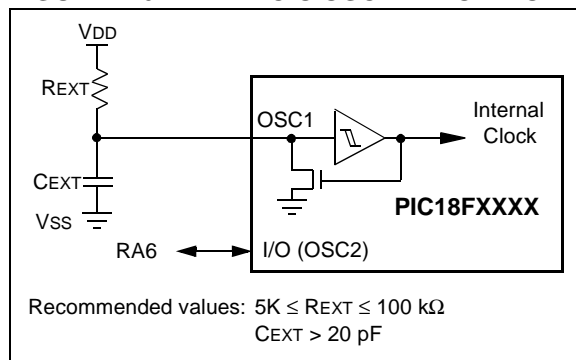 VDD
REXT
OSC1
Internal
Clock
CEXT
PIC18FXXXX
VSS
RA6
I/O (OSC2)
Recommended values: 5K ≤ REXT ≤ 100 kΩ
CEXT > 20 pF